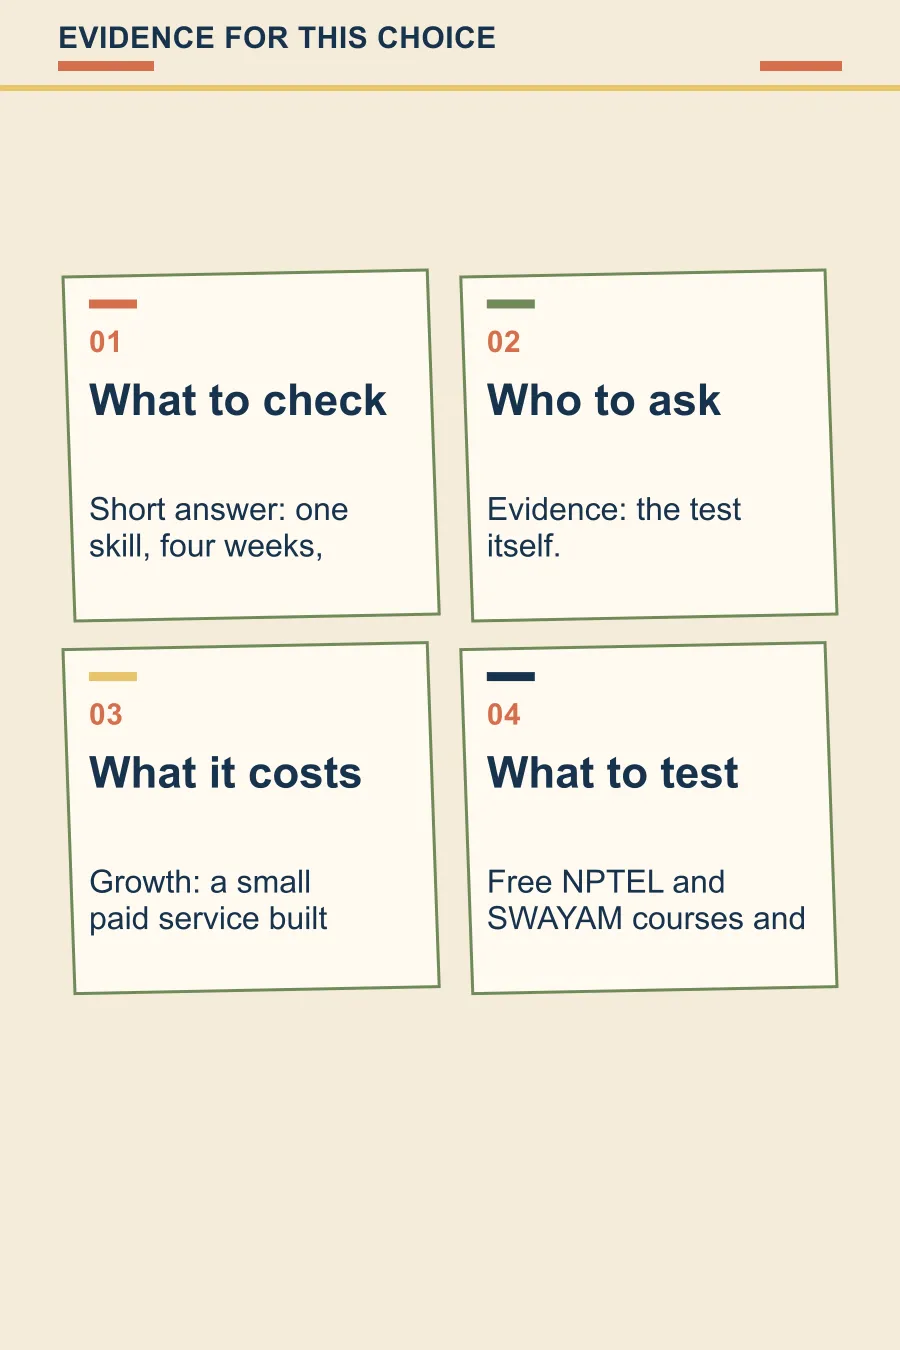 EVIDENCE FOR THIS CHOICE
01
What to check
Short answer: one
skill, four weeks,
02
Who to ask
Evidence: the test
itself.
03
What it costs
Growth: a small
paid service built
04
What to test
Free NPTEL and
SWAYAM courses and